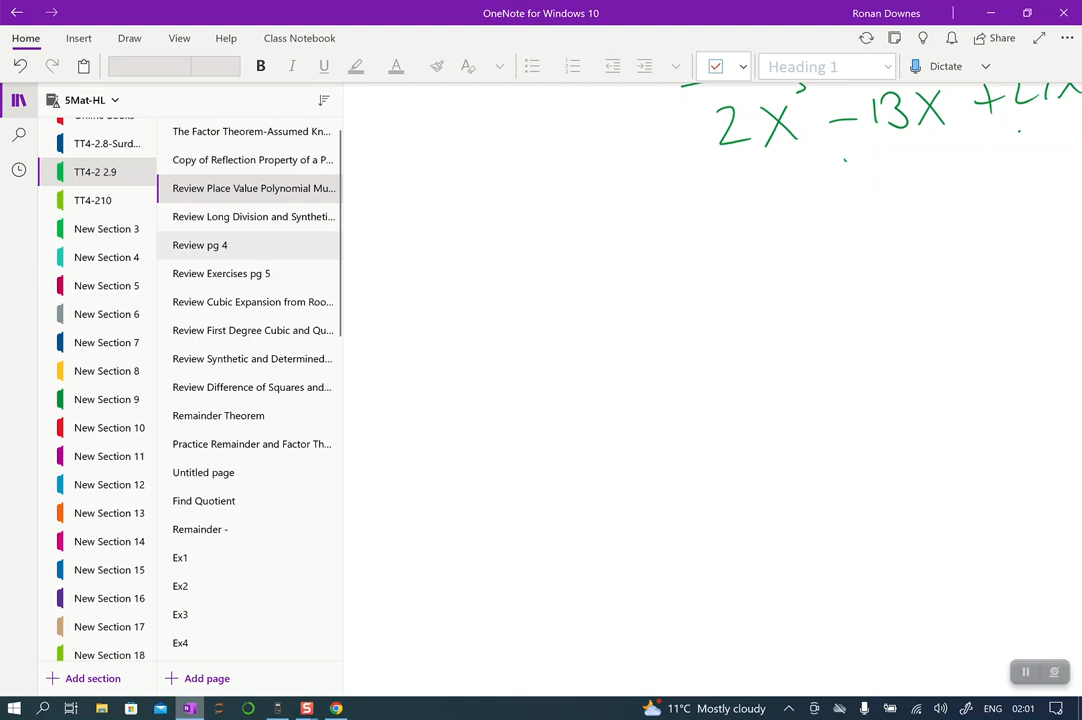 OneNote for Windows 10
Ronan Downes
Home Insert Draw View Help Class Notebook
Share
B I U A
Heading 1
Dictate
5Mat-HL
TT4-2.8-Surd...
TT4-2 2.9
TT4-210
New Section 3
New Section 4
New Section 5
New Section 6
New Section 7
New Section 8
New Section 9
New Section 10
New Section 11
New Section 12
New Section 13
New Section 14
New Section 15
New Section 16
New Section 17
New Section 18
Add section
The Factor Theorem-Assumed Kn...
Copy of Reflection Property of a P...
Review Place Value Polynomial Mu...
Review Long Division and Syntheti...
Review pg 4
Review Exercises pg 5
Review Cubic Expansion from Roo...
Review First Degree Cubic and Qu...
Review Synthetic and Determined...
Review Difference of Squares and...
Remainder Theorem
Practice Remainder and Factor Th...
Untitled page
Find Quotient
Remainder -
Ex1
Ex2
Ex3
Ex4
Add page
2X³ -13X
11°C Mostly cloudy
ENG 02:01